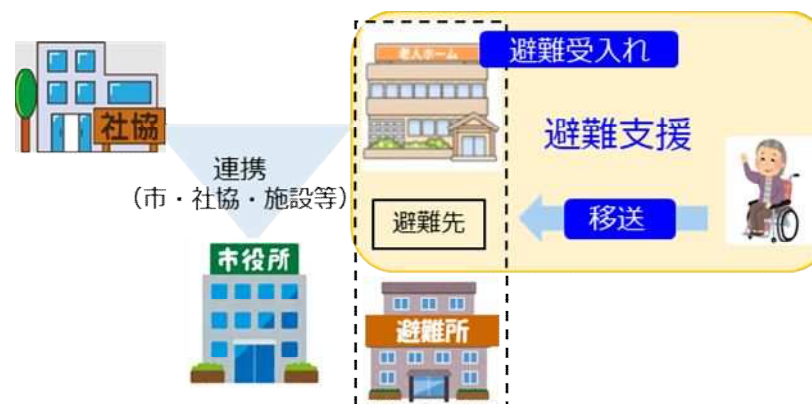 社協
老人ホーム
避難受入れ
避難支援
連携
(市・社協・施設等)
避難先
移送
市役所
避難所